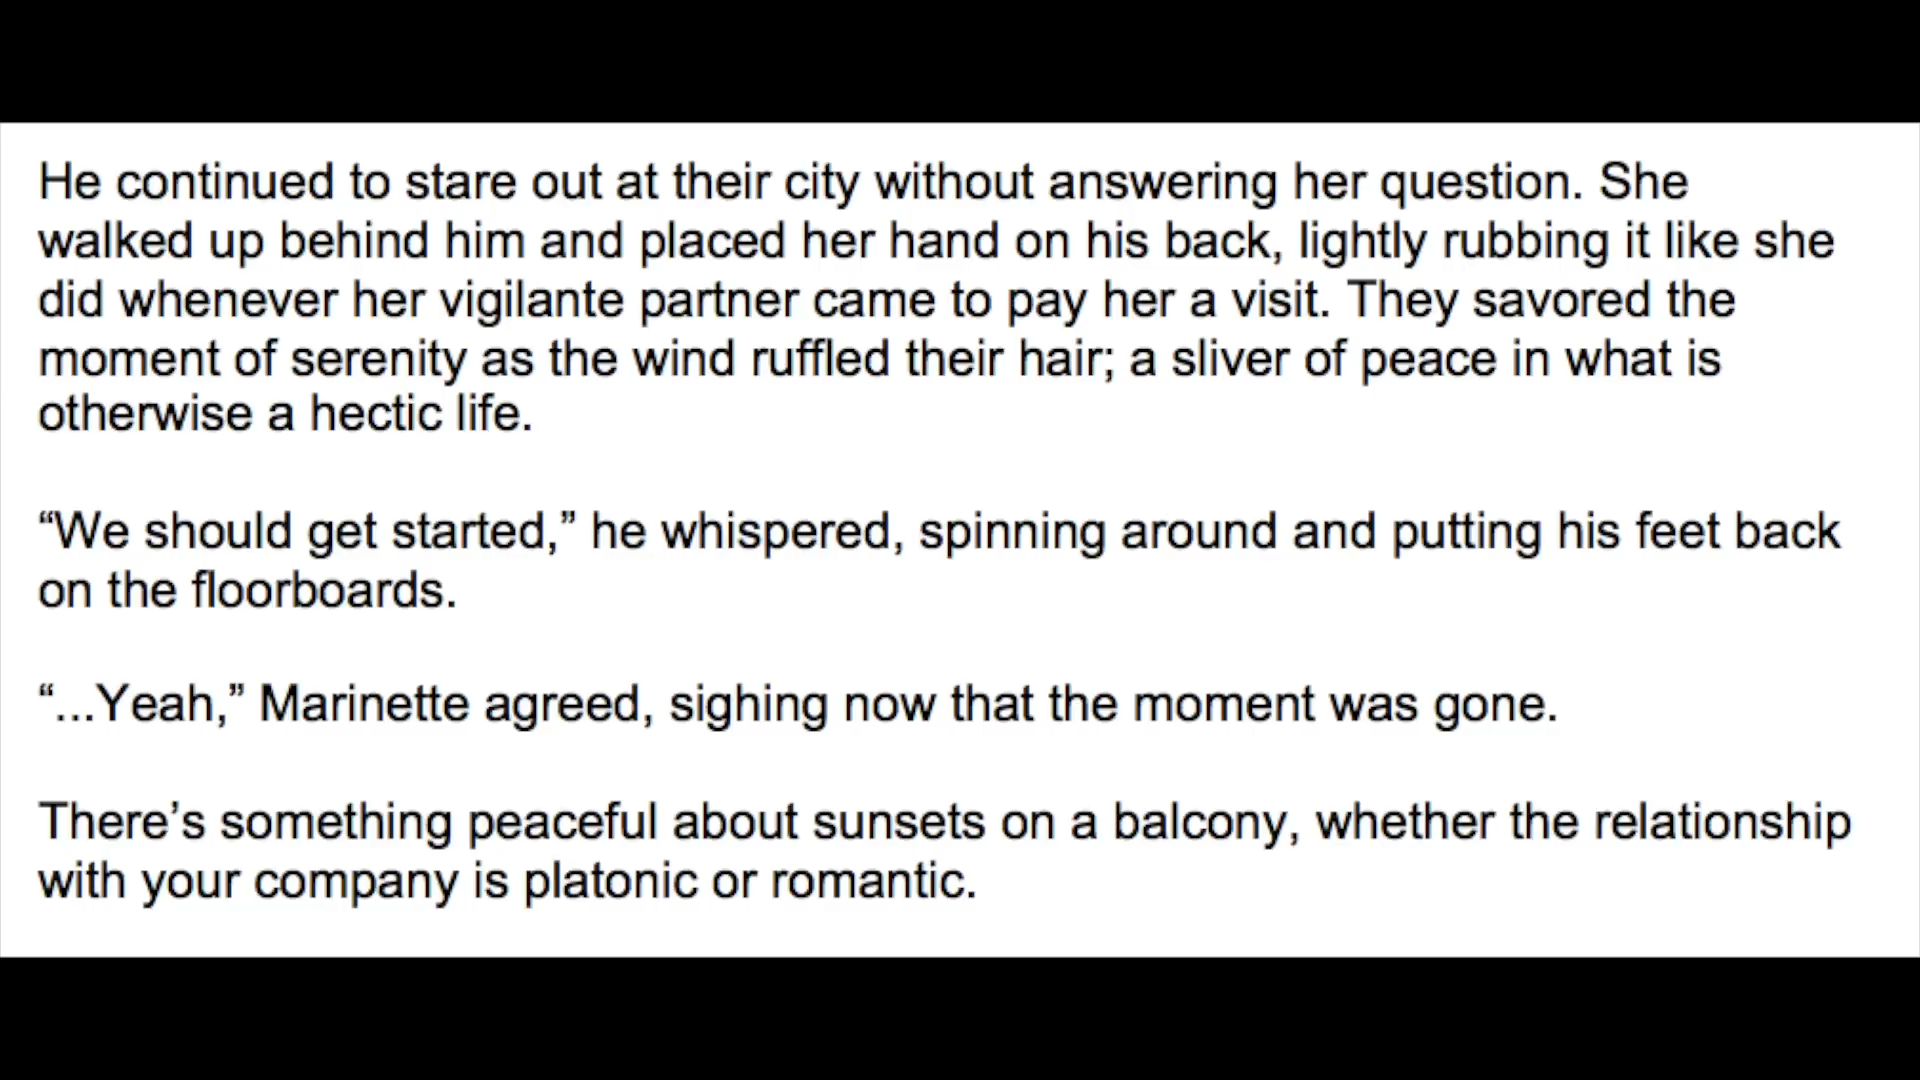 He continued to stare out at their city without answering her question. She
walked up behind him and placed her hand on his back, lightly rubbing it like she
did whenever her vigilante partner came to pay her a visit. They savored the
moment of serenity as the wind ruffled their hair; a sliver of peace in what is
otherwise a hectic life.
“We should get started,” he whispered, spinning around and putting his feet back
on the floorboards.
“...Yeah,” Marinette agreed, sighing now that the moment was gone.
There’s something peaceful about sunsets on a balcony, whether the relationship
with your company is platonic or romantic.